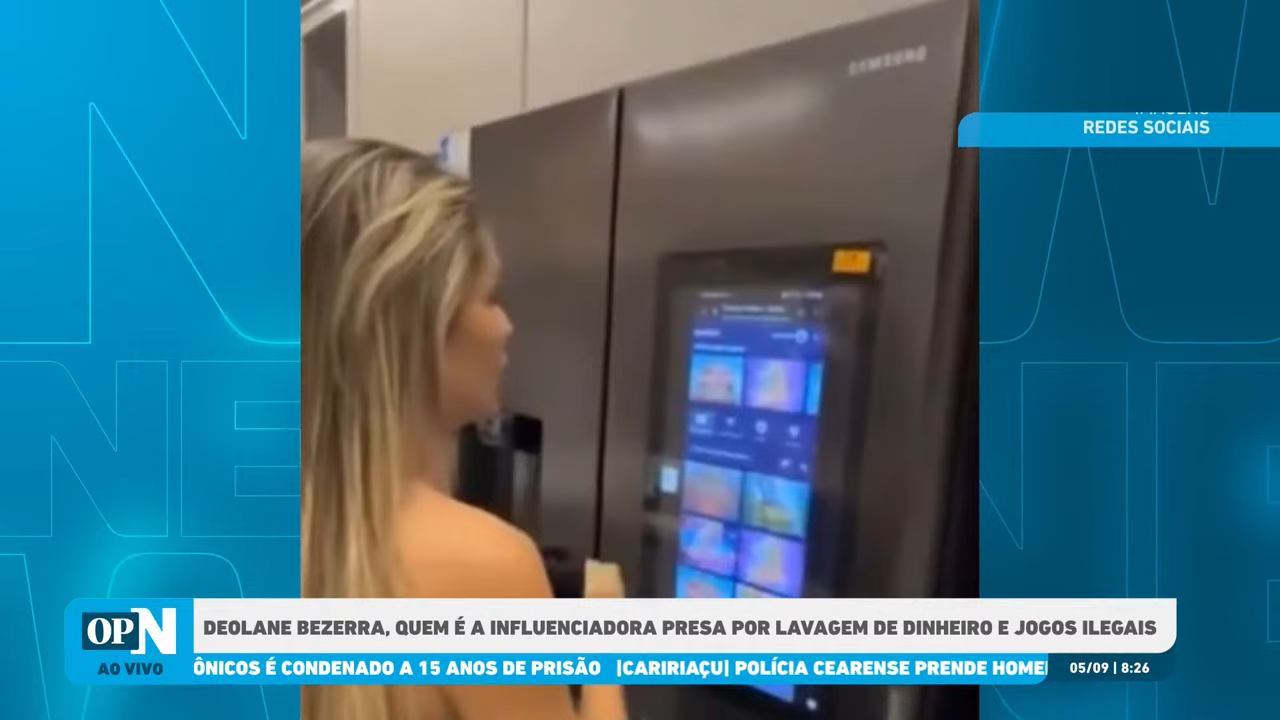 SAMSUNG
REDES SOCIAIS
OPN
DEOLANE BEZERRA, QUEM É A INFLUENCIADORA PRESA POR LAVAGEM DE DINHEIRO E JOGOS ILEGAIS
AO VIVO
ÔNICOS É CONDENADO A 15 ANOS DE PRISÃO |CARIRIAÇU| POLÍCIA CEARENSE PRENDE HOME
05/09 | 8:26